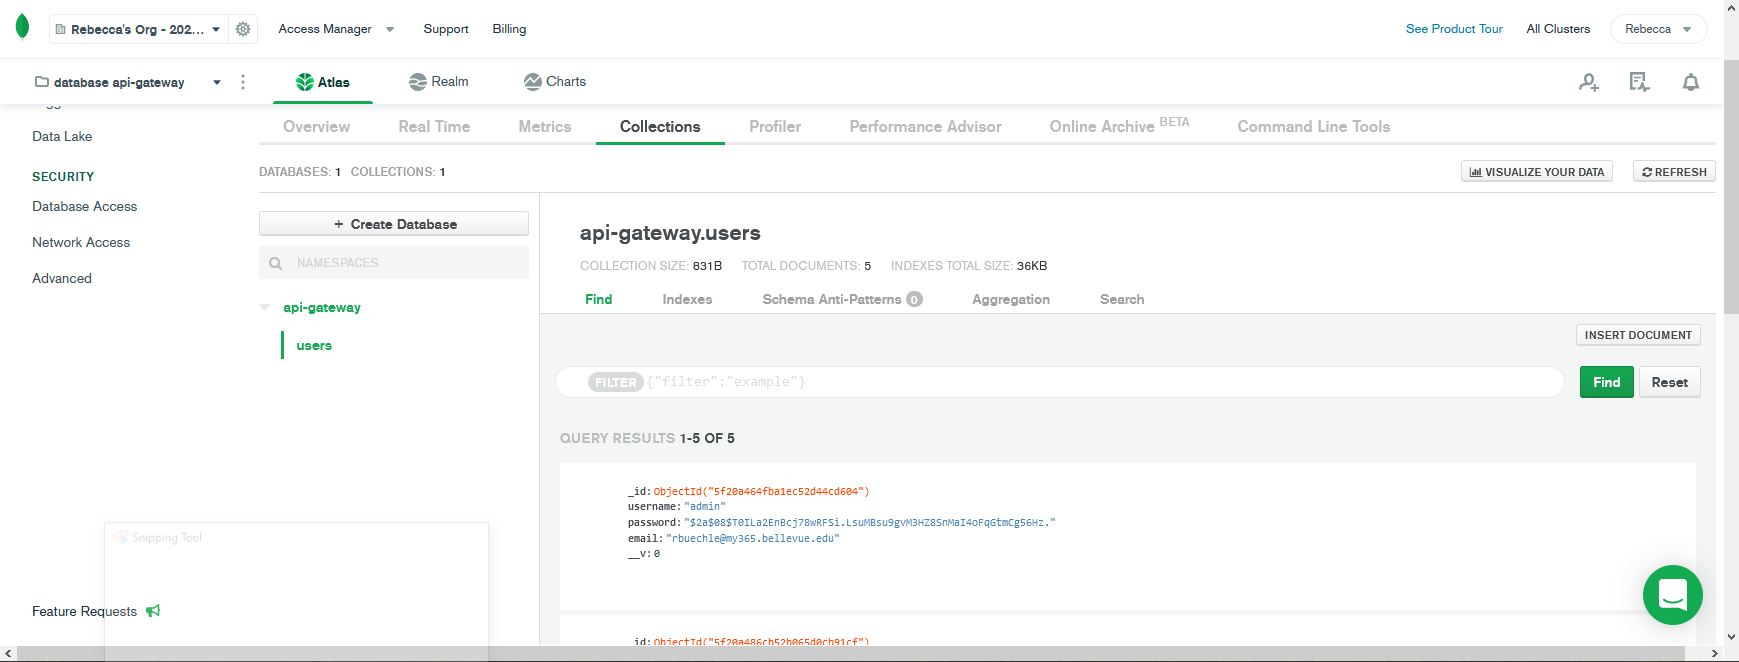 Rebecca's Org - 202... Access Manager Support Billing See Product Tour All Clusters Rebecca
database api-gateway Atlas Realm Charts
Data Lake
SECURITY
Database Access
Network Access
Advanced
Feature Requests
Snipping Tool
Overview Real Time Metrics Collections Profiler Performance Advisor Online Archive BETA Command Line Tools
DATABASES: 1 COLLECTIONS: 1 VISUALIZE YOUR DATA REFRESH
+ Create Database
NAMESPACES
api-gateway
users
api-gateway.users
COLLECTION SIZE: 831B TOTAL DOCUMENTS: 5 INDEXES TOTAL SIZE: 36KB
Find Indexes Schema Anti-Patterns 0 Aggregation Search
INSERT DOCUMENT
FILTER {"filter":"example"} Find Reset
QUERY RESULTS 1-5 OF 5
_id: ObjectId("5f20a464fba1ec52d44cd604")
username: "admin"
password: "$2a$08$T0ILa2EnBcj78wRFSi.LsuMBsu9gvM3HZ8SnMaI4oFqGtmCg56Hz."
email: "rbuechle@my365.bellevue.edu"
__v: 0
_id: ObjectId("5f20a486cb52b065d0cb91cf")